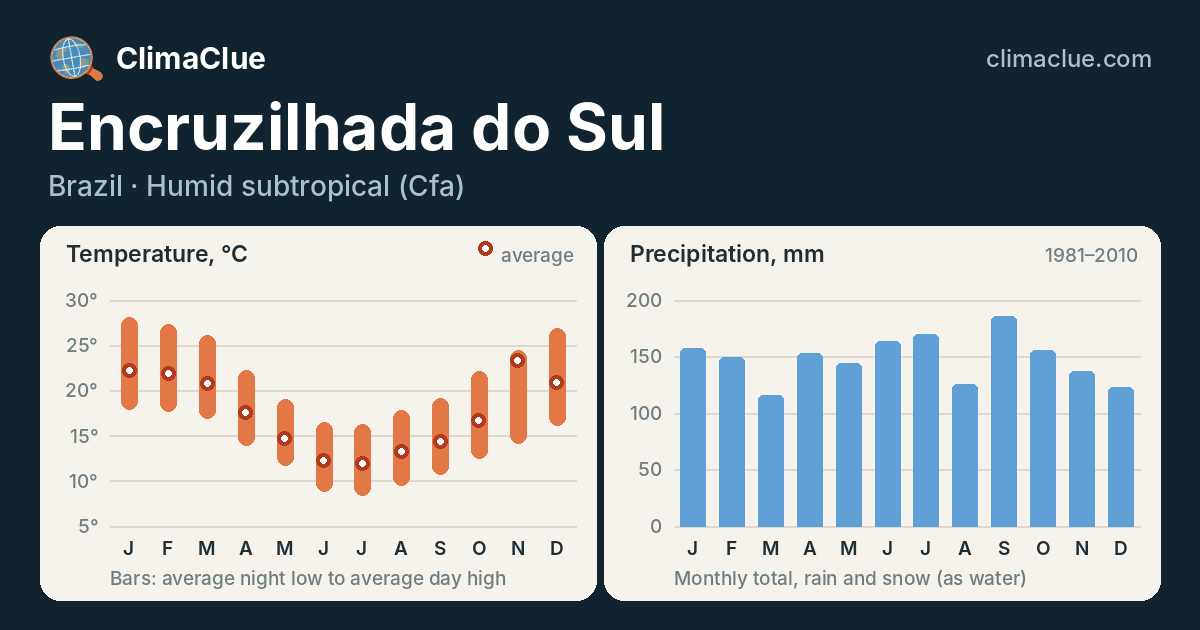 ClimaClue
climaclue.com
Encruzilhada do Sul
Brazil · Humid subtropical (Cfa)
Temperature, °C
average
30°
25°
20°
15°
10°
5°
J F M A M J J A S O N D
Bars: average night low to average day high
Precipitation, mm
1981–2010
200
150
100
50
0
J F M A M J J A S O N D
Monthly total, rain and snow (as water)